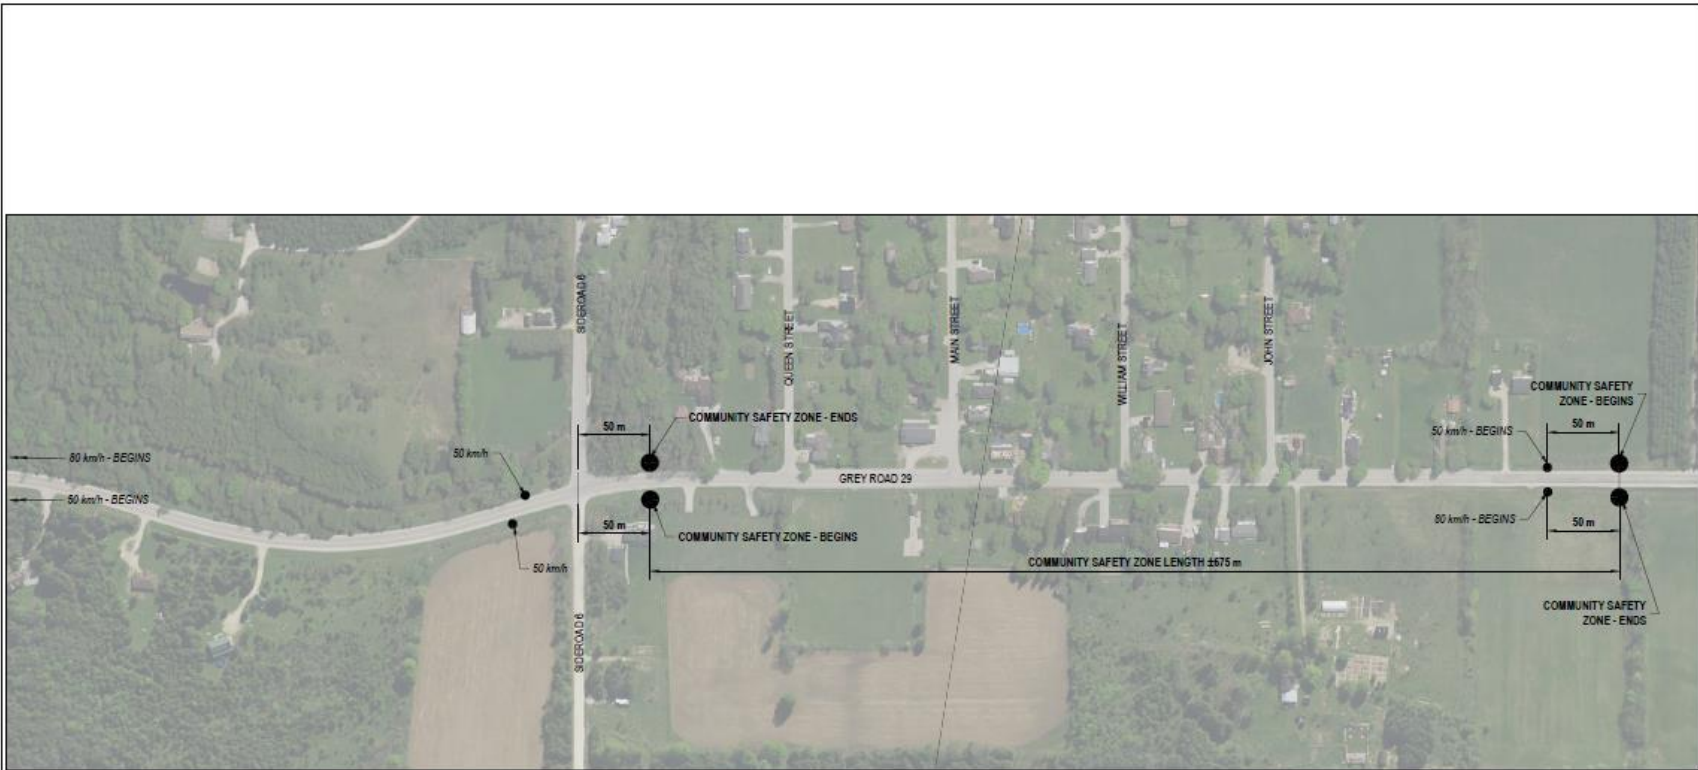 SIDEROAD 6
QUEEN STREET
MAIN STREET
WILLIAM STREET
JOHN STREET
COMMUNITY SAFETY
ZONE - BEGINS
COMMUNITY SAFETY ZONE - ENDS
50 m
50 m
50 km/h - BEGINS
80 km/h - BEGINS
50 km/h
GREY ROAD 29
50 km/h - BEGINS
80 km/h - BEGINS
50 m
50 m
COMMUNITY SAFETY ZONE - BEGINS
50 km/h
COMMUNITY SAFETY ZONE LENGTH ±675 m
COMMUNITY SAFETY
ZONE - ENDS
SIDEROAD 6